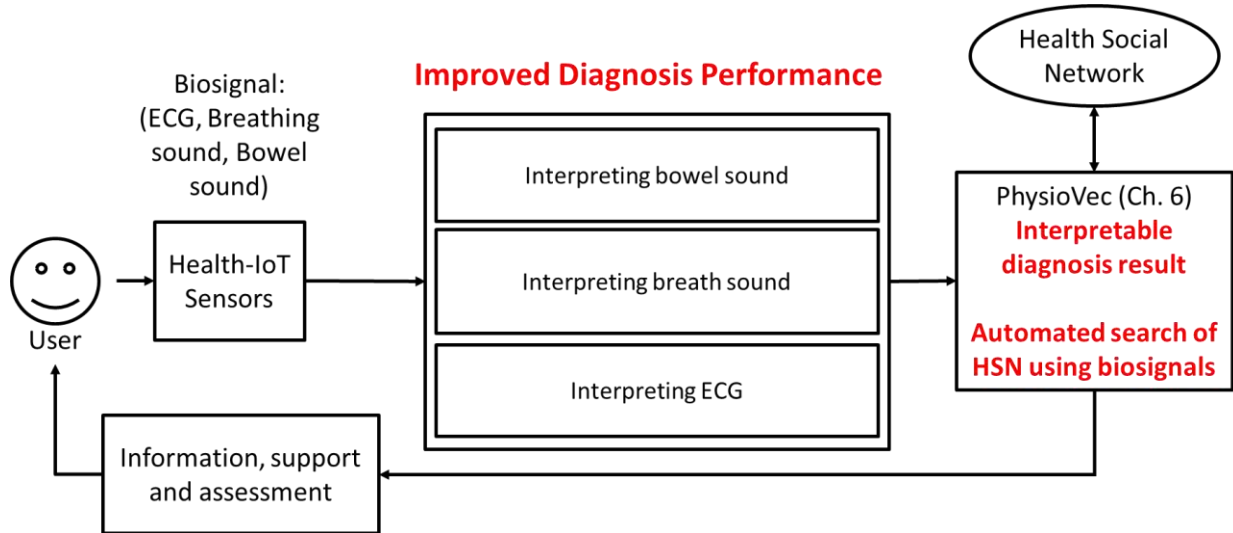 Biosignal:
(ECG, Breathing
sound, Bowel
sound)
Health-IoT
Sensors
User
Information, support
and assessment
Improved Diagnosis Performance
Interpreting bowel sound
Interpreting breath sound
Interpreting ECG
Health Social
Network
PhysioVec (Ch. 6)
Interpretable
diagnosis result
Automated search of
HSN using biosignals